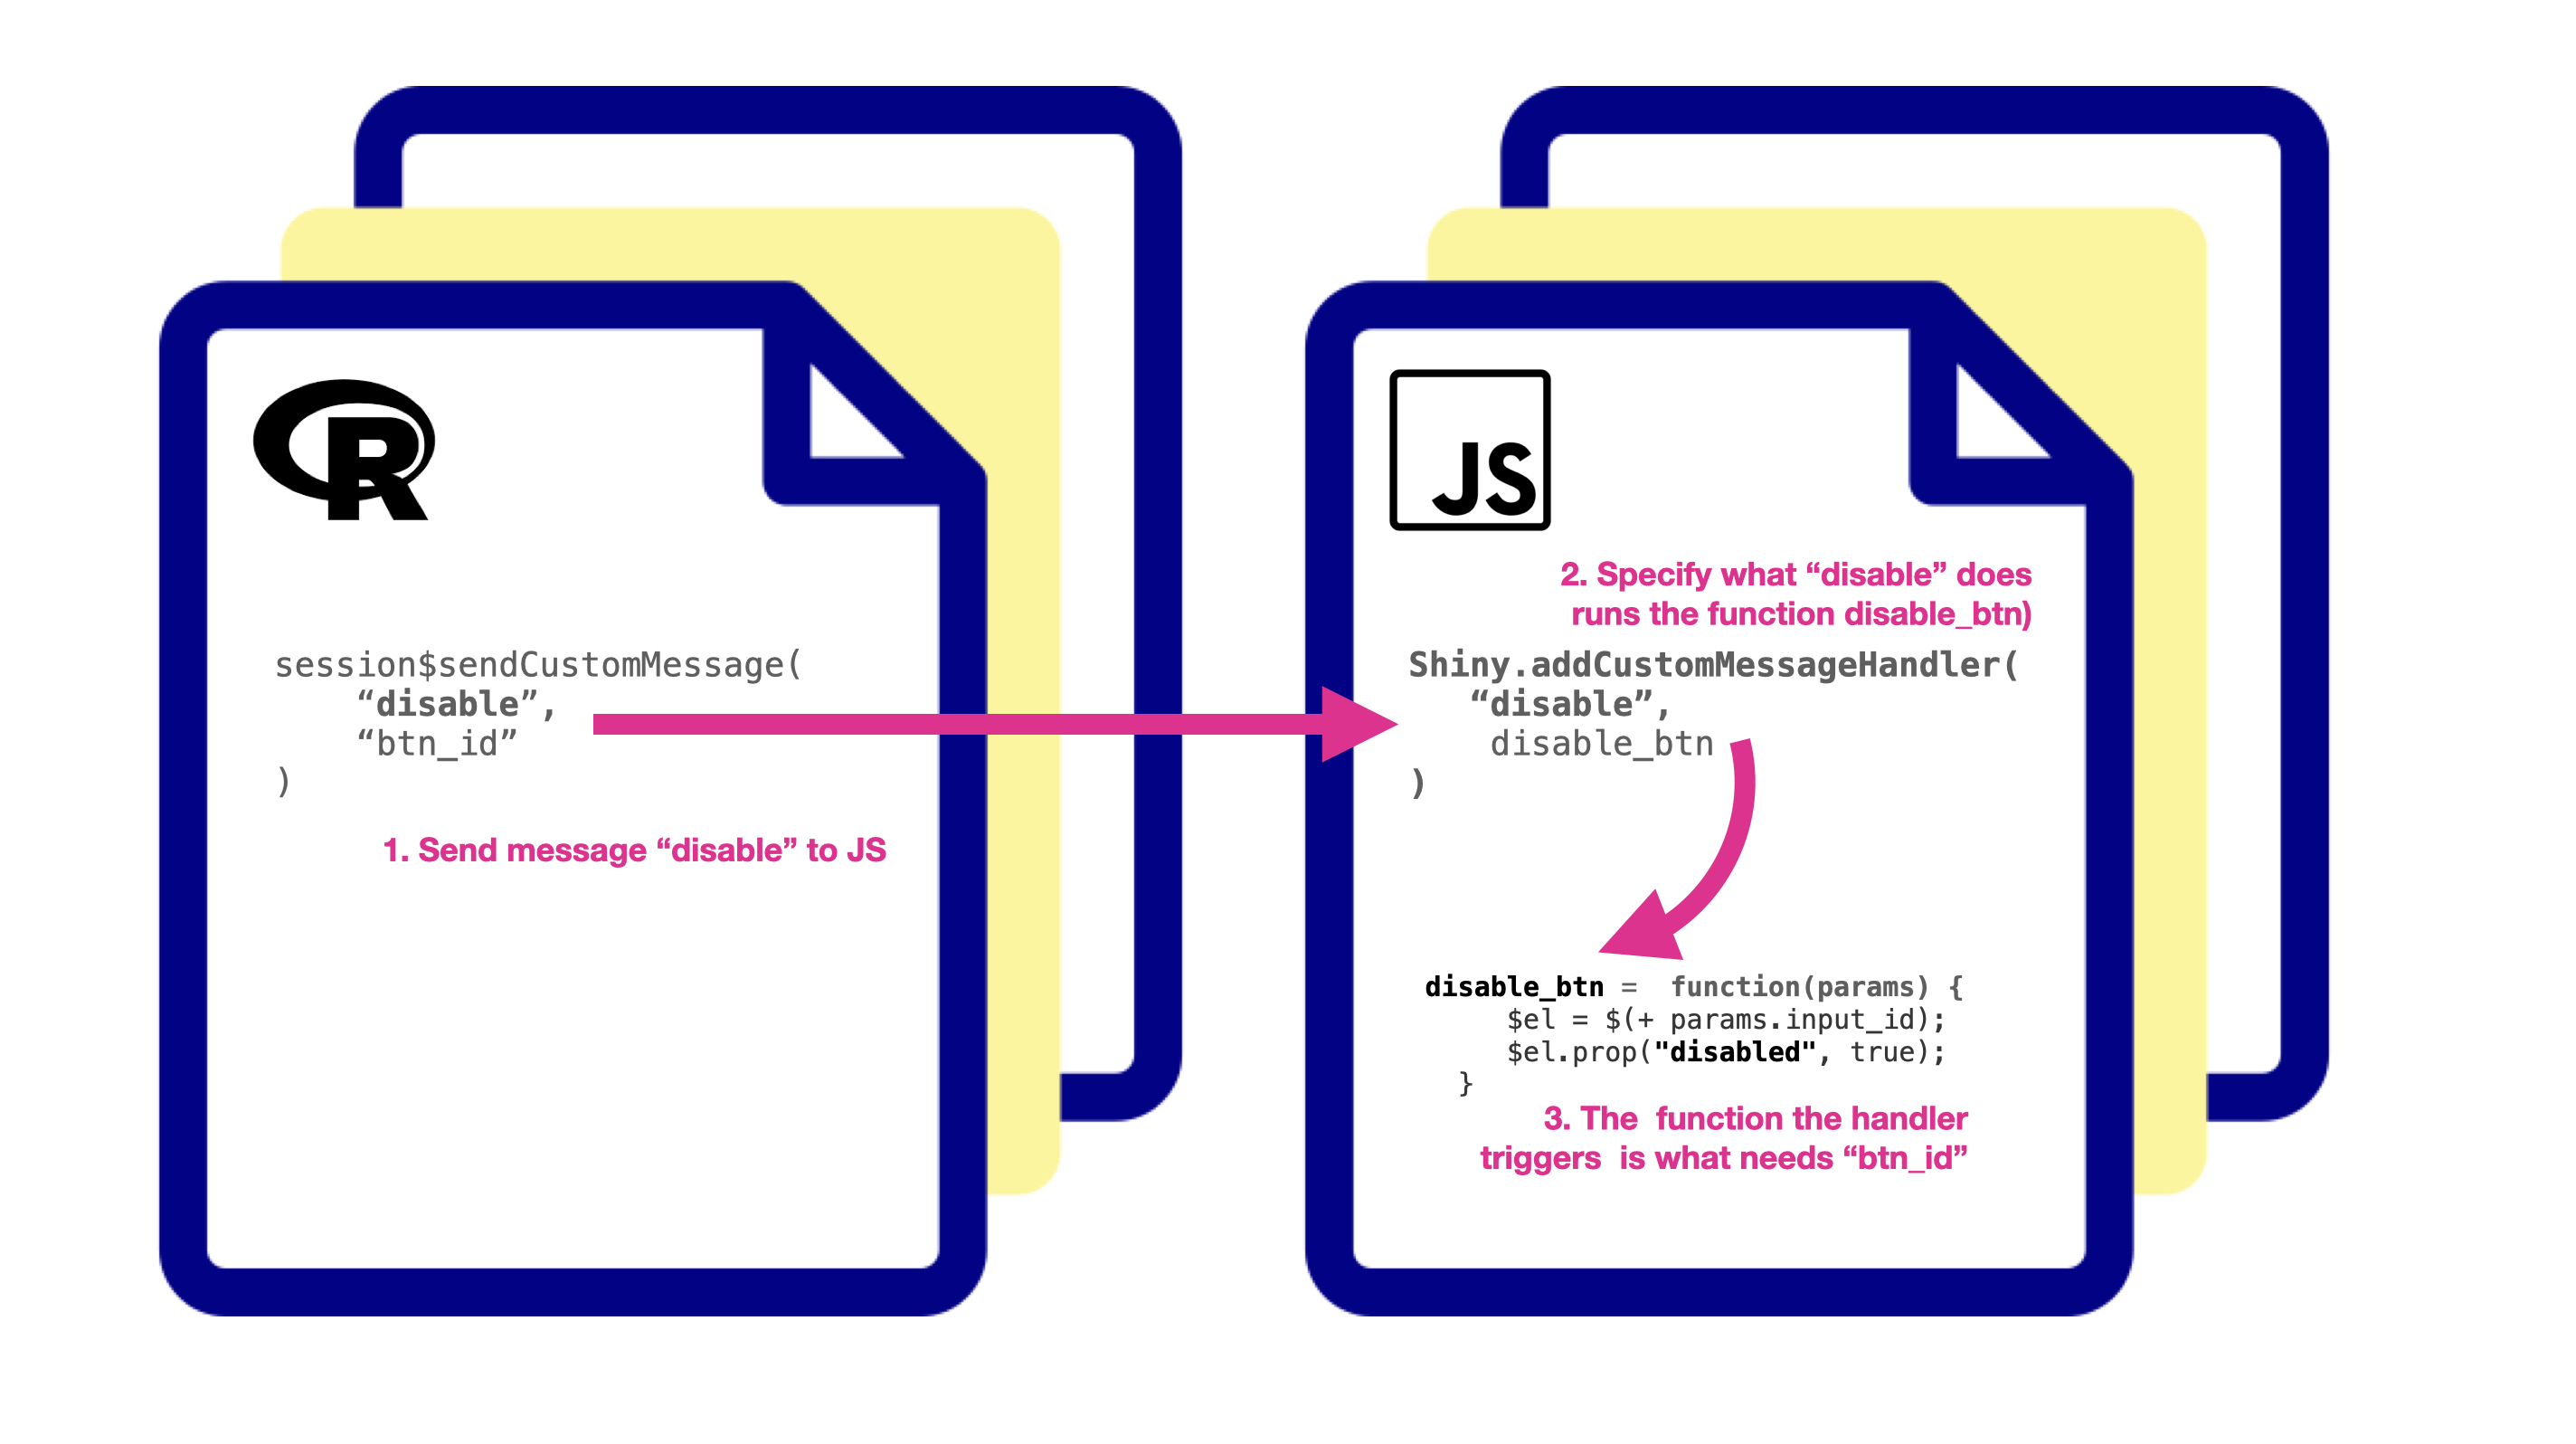 R
session$sendCustomMessage(
“disable”,
“btn_id”
)
1. Send message “disable” to JS
JS
2. Specify what “disable” does
runs the function disable_btn)
Shiny.addCustomMessageHandler(
“disable”,
disable_btn
)
disable_btn =  function(params) {
$el = $(+ params.input_id);
$el.prop("disabled", true);
}
3. The  function the handler
triggers  is what needs “btn_id”